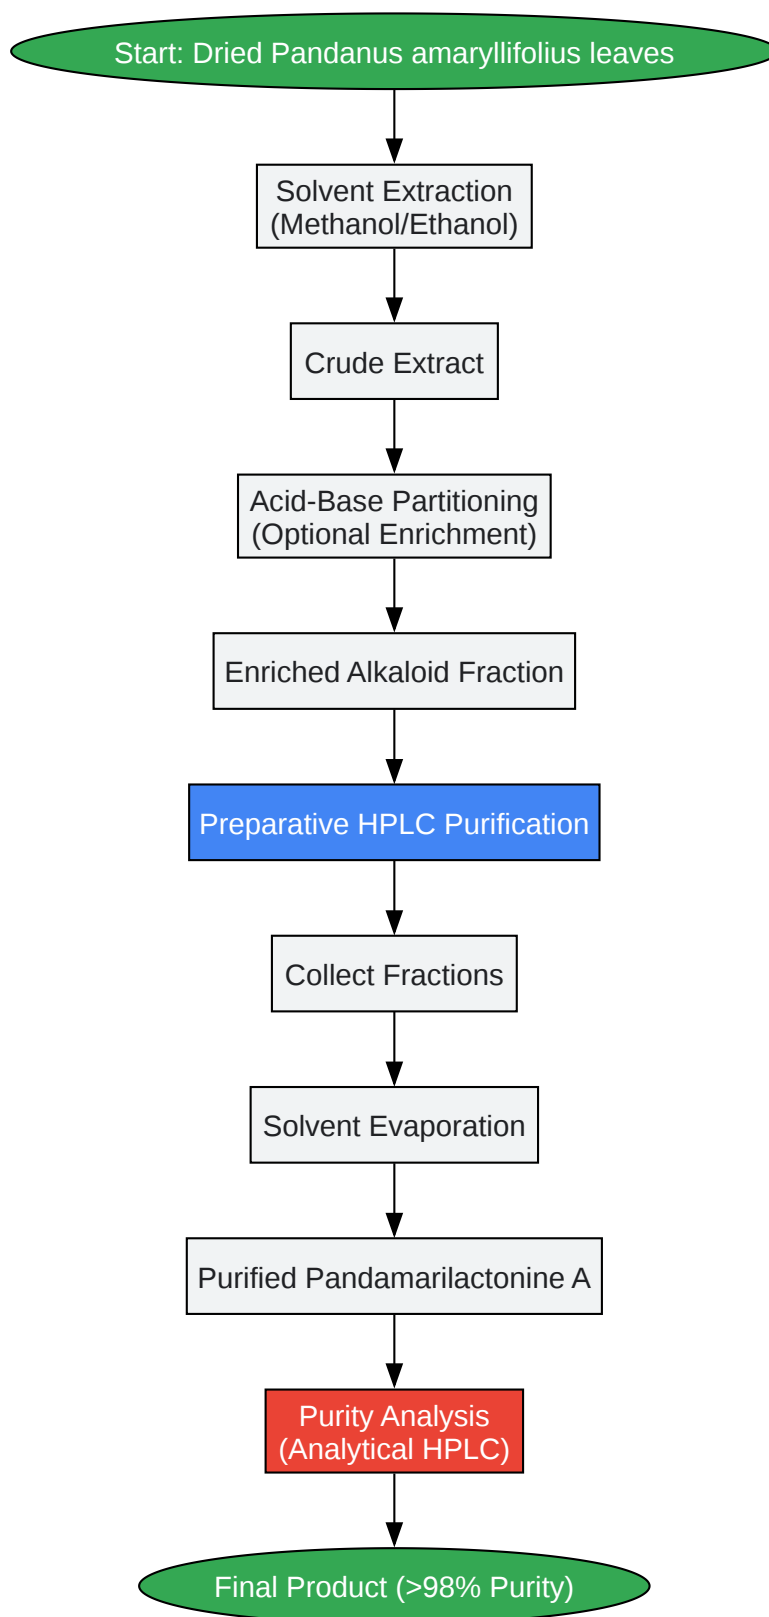 Start: Dried Pandanus amaryllifolius leaves
Solvent Extraction
(Methanol/Ethanol)
Crude Extract
Acid-Base Partitioning
(Optional Enrichment)
Enriched Alkaloid Fraction
Preparative HPLC Purification
Collect Fractions
Solvent Evaporation
Purified Pandamarilactonine A
Purity Analysis
(Analytical HPLC)
Final Product (>98% Purity)